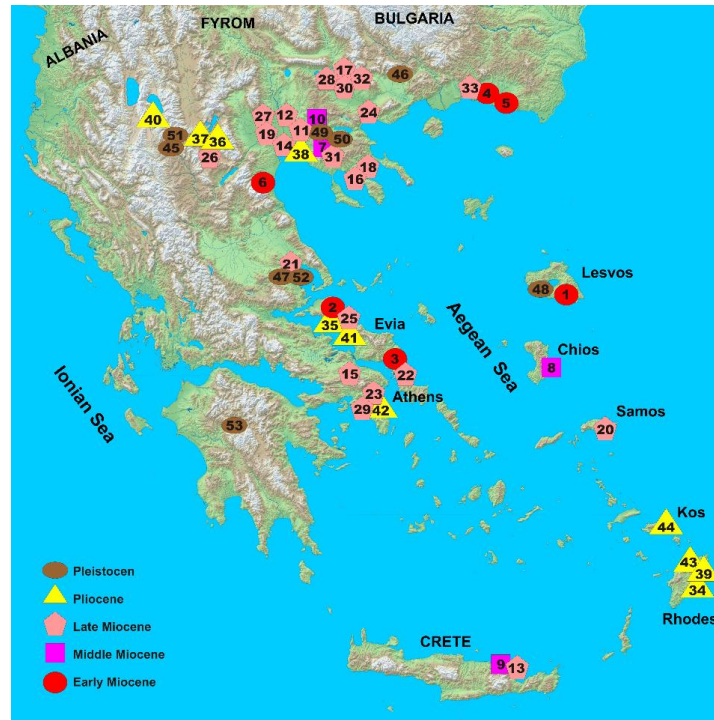 BULGARIA
FYROM
ALBANIA
17
46
28
32
30
33
4
5
40
27
12
10
24
51
37
36
19
11
49
50
45
26
14
38
7
31
18
16
6
21
47
52
Lesvos
48
1
2
25
35
Evia
41
Aegean Sea
3
Chios
8
15
22
23
Athens
29
42
Ionian Sea
53
Samos
20
Kos
44
43
39
34
Rhodes
Pleistocen
Pliocene
Late Miocene
Middle Miocene
Early Miocene
CRETE
9
13